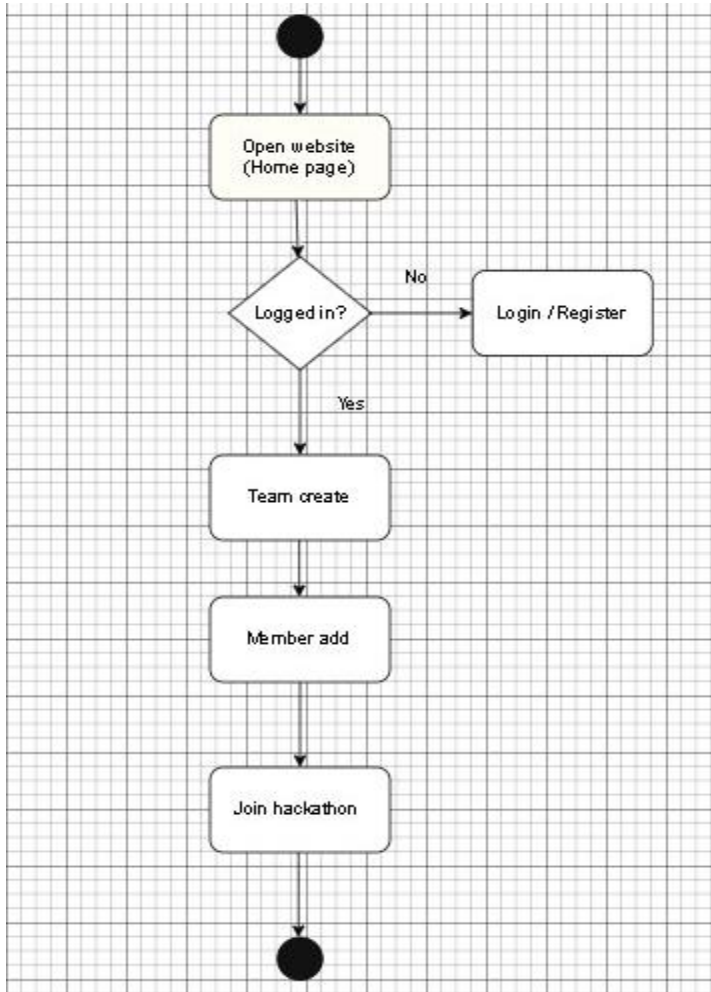 Open website
(Home page)
Logged in?
No
Login / Register
Yes
Team create
Member add
Join hackathon